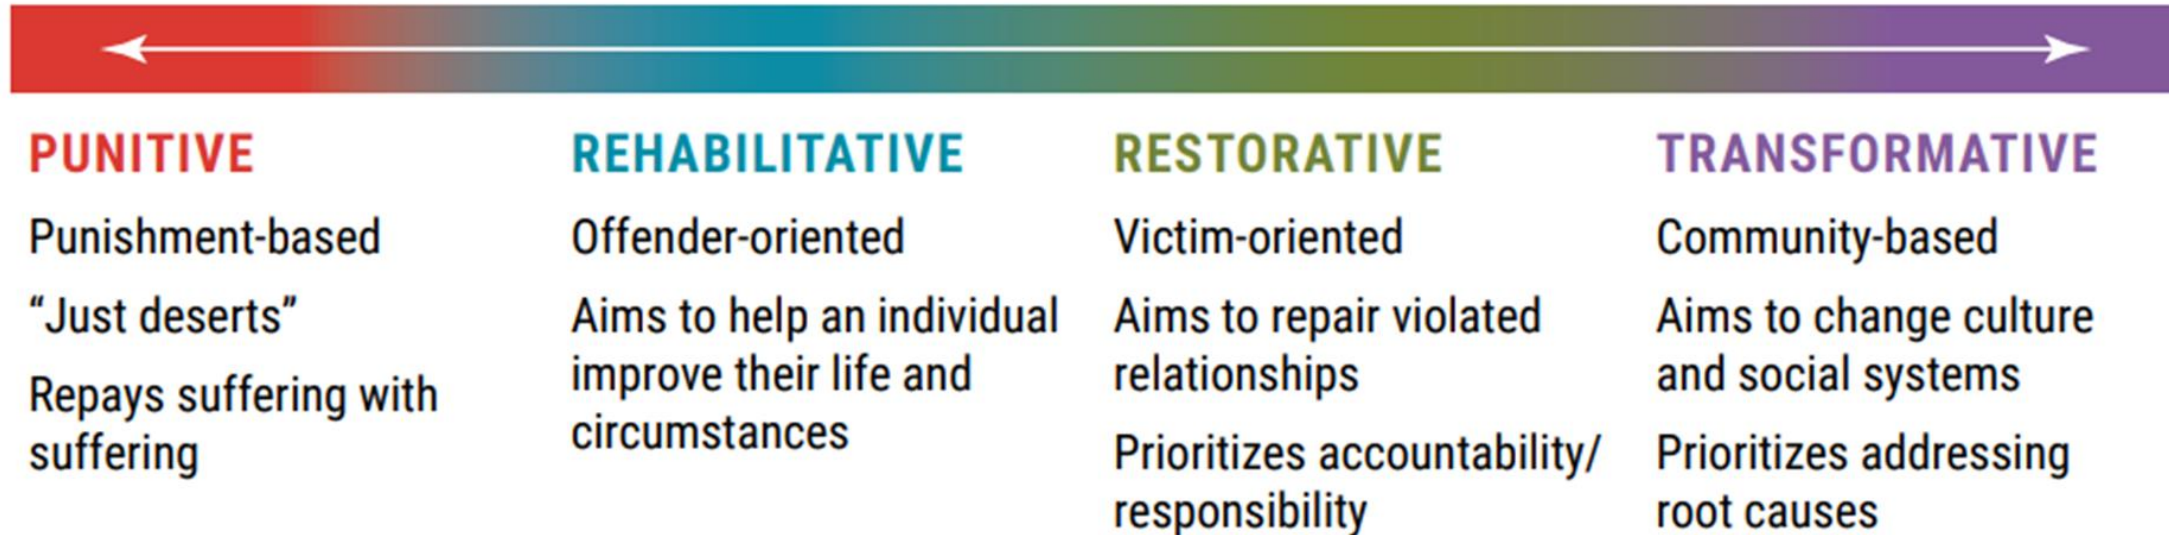 PUNITIVE
Punishment-based
“Just deserts”
Repays suffering with
suffering
REHABILITATIVE
Offender-oriented
Aims to help an individual
improve their life and
circumstances
RESTORATIVE
Victim-oriented
Aims to repair violated
relationships
Prioritizes accountability/
responsibility
TRANSFORMATIVE
Community-based
Aims to change culture
and social systems
Prioritizes addressing
root causes